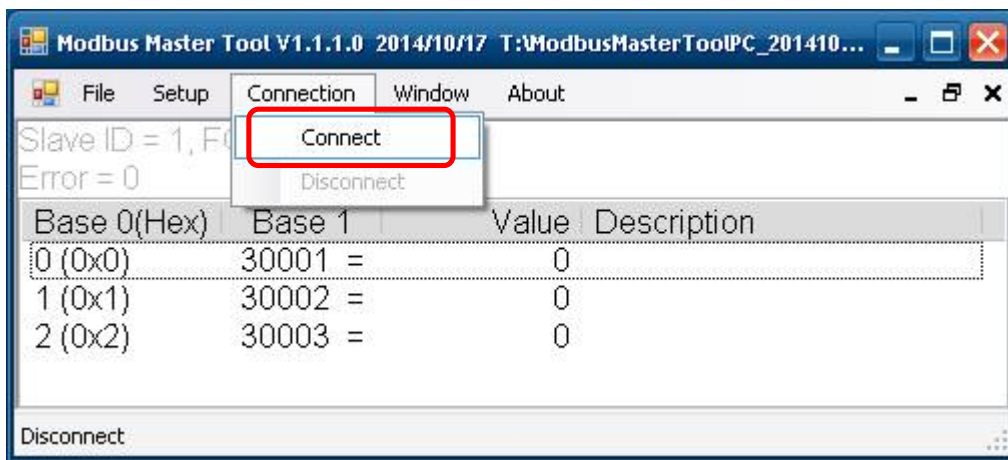 Modbus Master Tool V1.1.1.0 2014/10/17 T:\ModbusMasterToolPC_201410...
File Setup Connection Window About
Connect
Disconnect
Slave ID = 1,
Error = 0
Base 0(Hex) Base 1 Value Description
0 (0x0) 30001 = 0
1 (0x1) 30002 = 0
2 (0x2) 30003 = 0
Disconnect